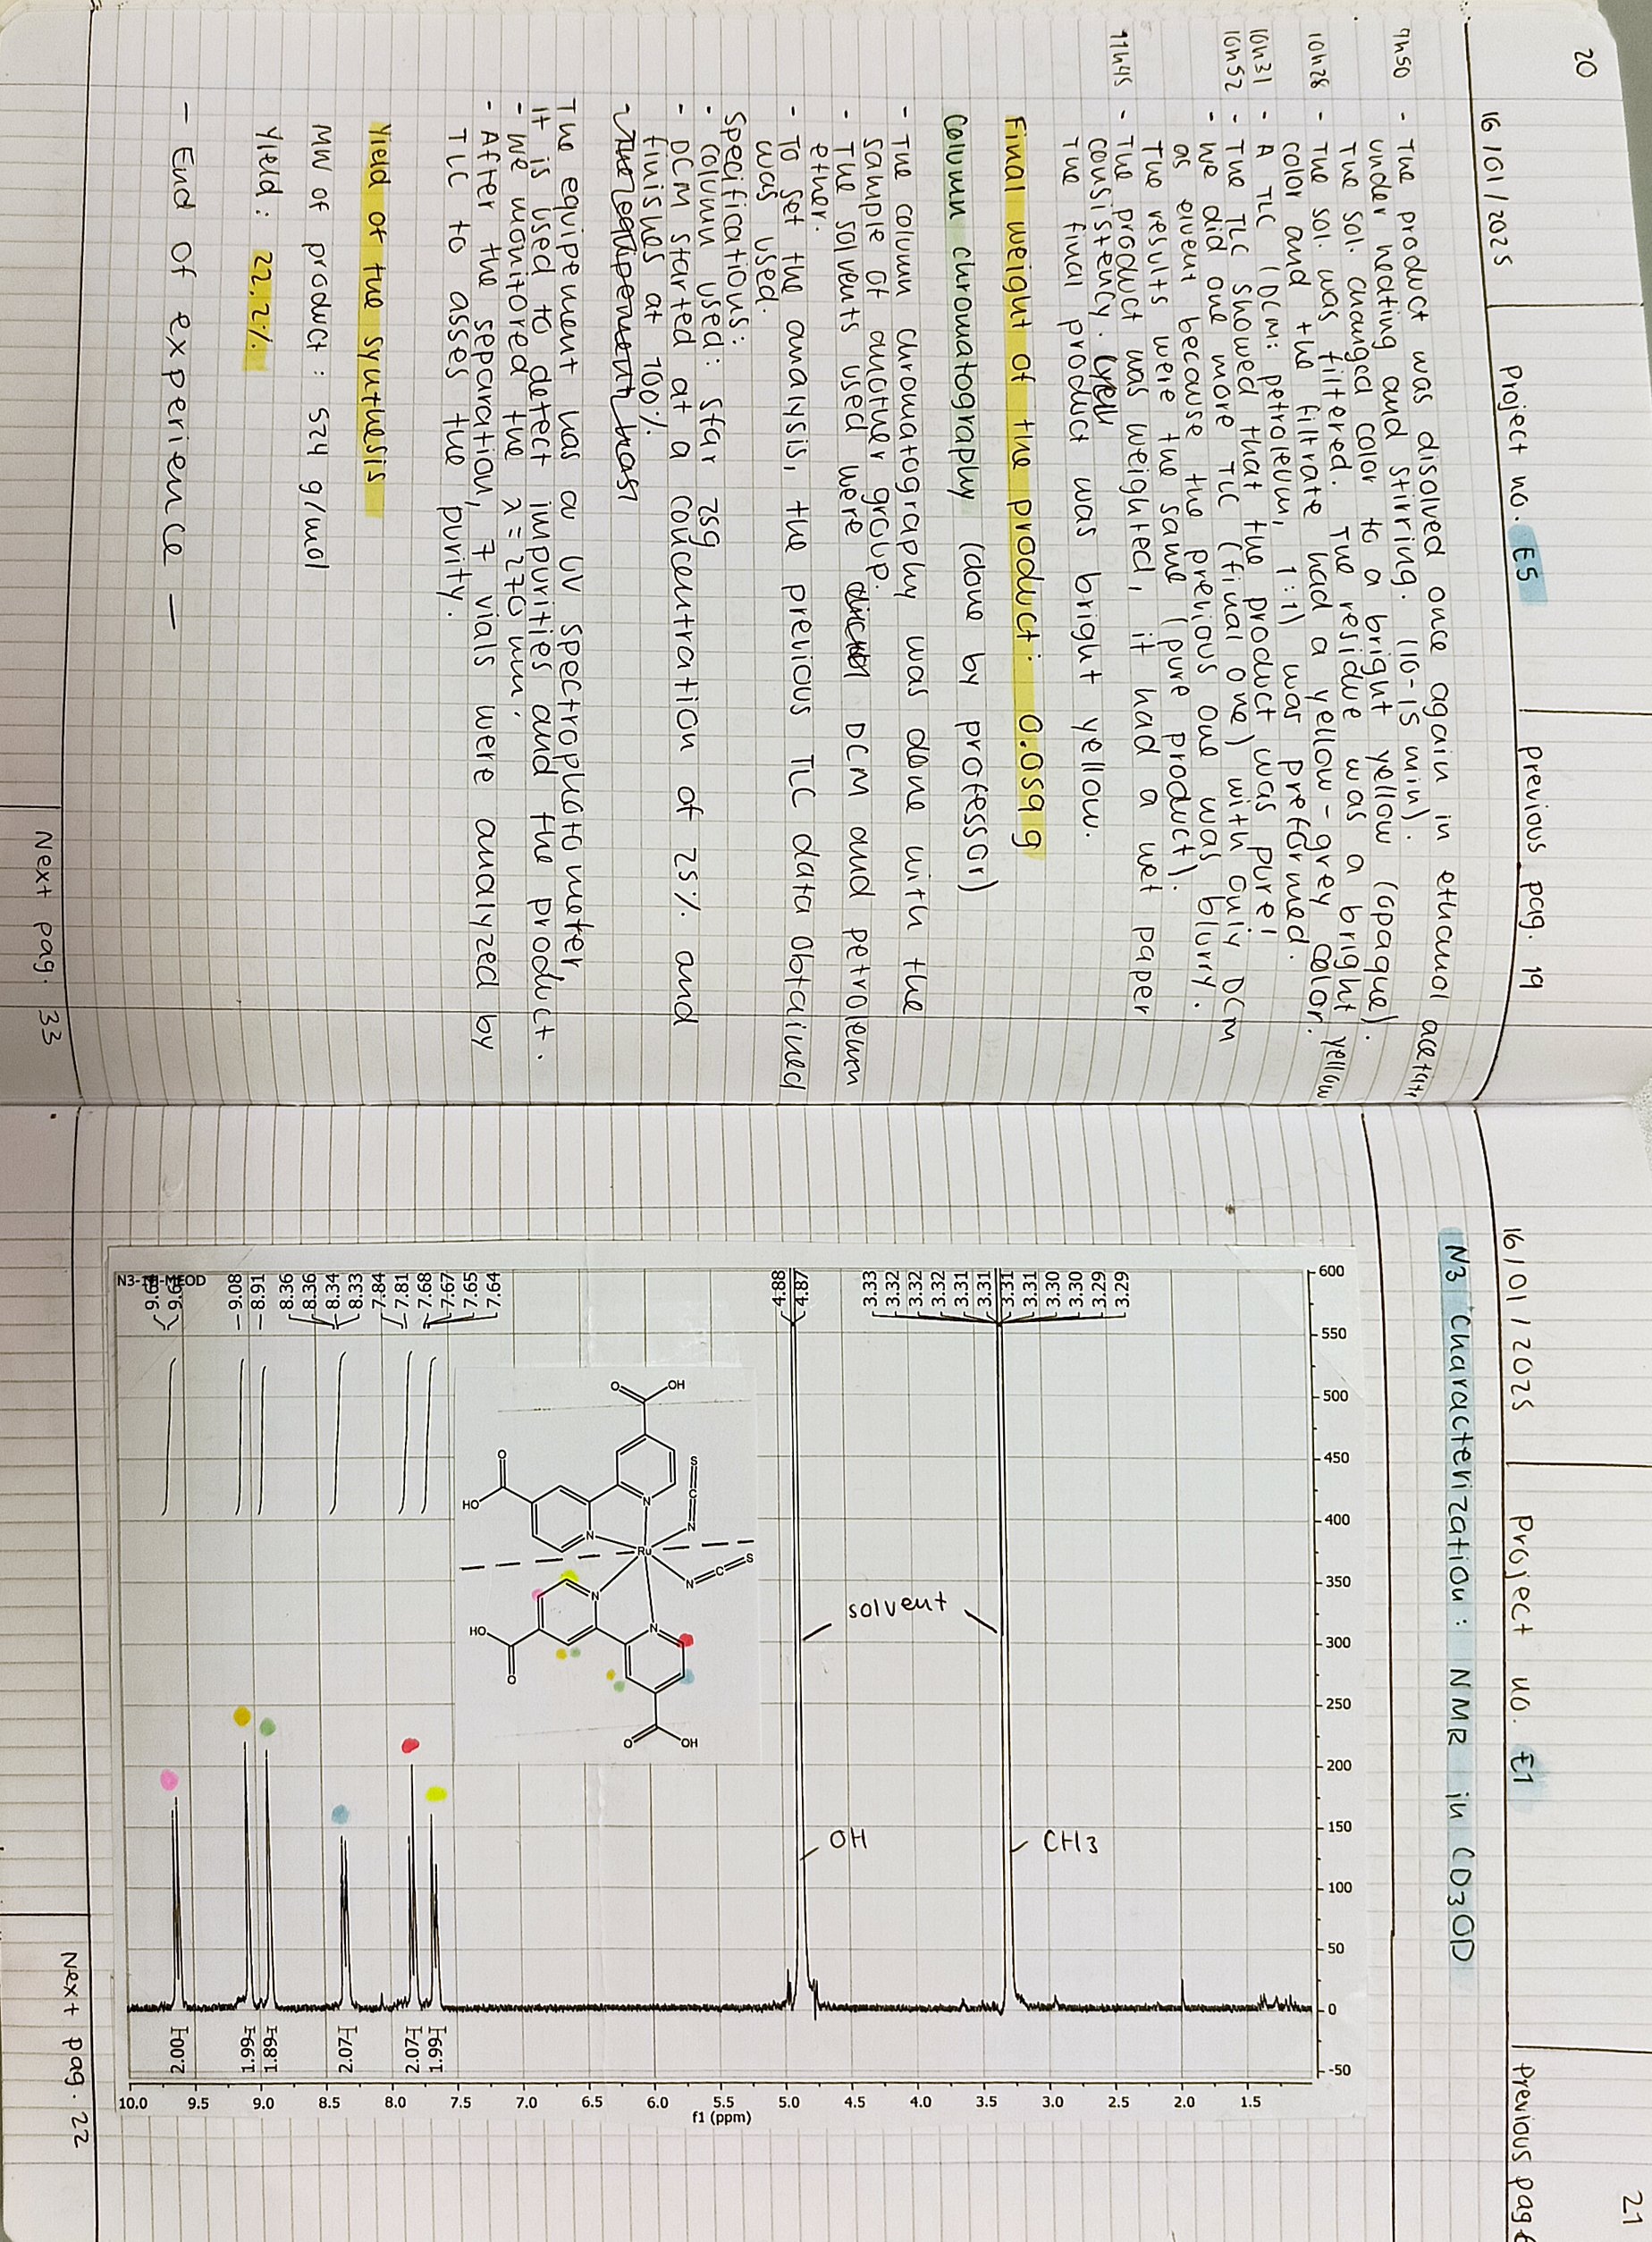 20
16/01/2025
Project no. E5
previous pag. 19
9h50 - The product was disolved once again in ethanol acetate
under heating and stirring. (10-15 min).
The sol. changed color to a bright yellow (opaque).
10h28 - The sol. was filtered. The residue was a bright yellow
color and the filtrate had a yellow-grey color.
10h31 - A TLC (DCM: petroleum, 1:1) was preformed.
- The TLC showed that the product was pure!
10h52 - We did one more TLC (final one) with only DCM
as eluent because the previous one was blurry.
The results were the same (pure product).
11h45 - The product was weighted, it had a wet paper
consistency.
The final product was bright yellow.
Final weight of the product: 0.059 g
Column chromatography (done by professor)
- The column chromatography was done with the
sample of another group.
- The solvents used were DCM and petroleum
ether.
- To set the analysis, the previous TLC data obtained
was used.
Specifications:
- Column used: Sfar 25g
- DCM started at a concentration of 25% and
finishes at 100%.
- The equipement has
The equipement has a UV spectrophotometer,
it is used to detect impurities and the product.
- We monitored the λ = 270 nm.
- After the separation, 7 vials were analyzed by
TLC to asses the purity.
Yield of the synthesis
MW of product: 524 g/mol
Yield: 22.2%
— End of experience —
Next pag. 33
21
16/01/2025
Project no. E1
Previous pag
N3 Characterization: NMR in CD3OD
N3-1H-MEOD
9.08
8.91
8.36
8.36
8.34
8.33
7.84
7.81
7.68
7.67
7.65
7.64
4.88
4.87
3.33
3.32
3.32
3.32
3.31
3.31
3.31
3.30
3.30
3.29
3.29
600
550
500
450
400
350
300
250
200
150
100
50
0
-50
O
OH
O
HO
N
N
S
C
N
Ru
N
C
S
N
N
HO
O
O
OH
solvent
OH
CH3
2.00
1.99
1.89
2.07
2.07
1.99
10.0 9.5 9.0 8.5 8.0 7.5 7.0 6.5 6.0 5.5 5.0 4.5 4.0 3.5 3.0 2.5 2.0 1.5
f1 (ppm)
Next pag. 22